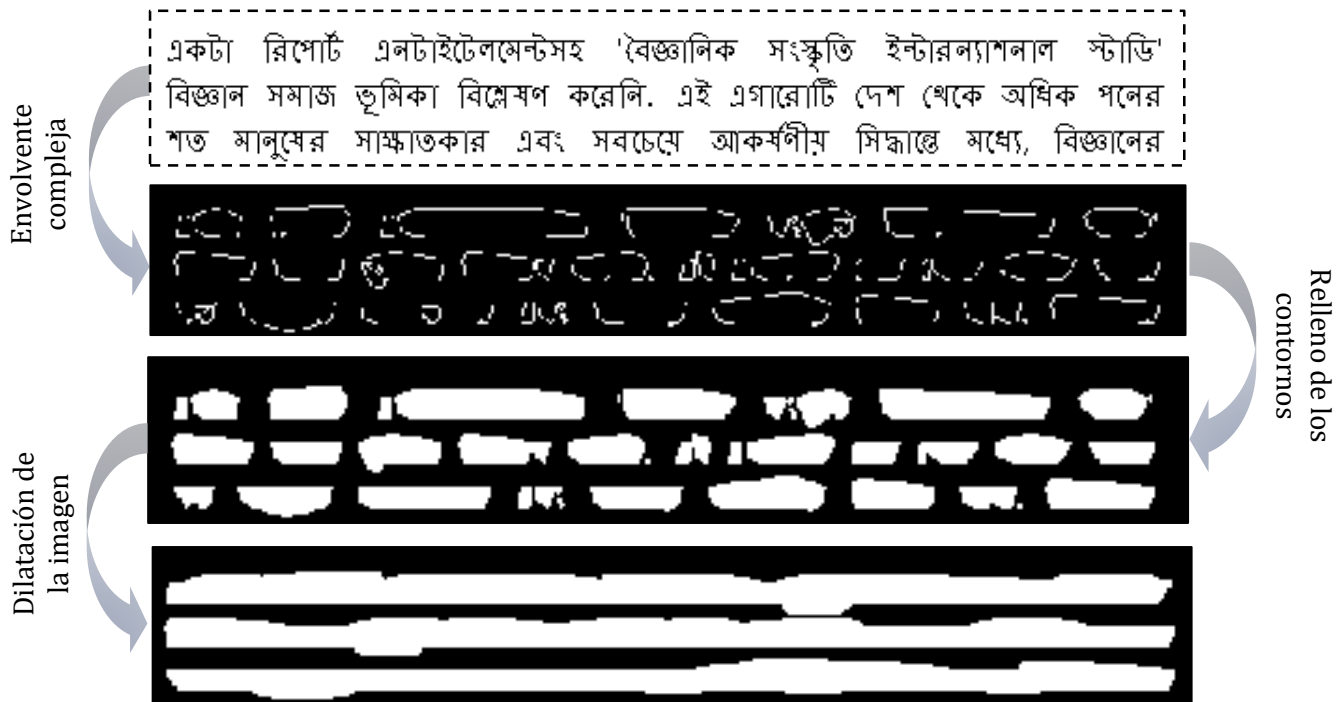 একটা রিপোর্ট এনটাইটেলমেন্টসহ 'বৈজ্ঞানিক সংস্কৃতি ইন্টারন্যাশনাল স্টাডি'
বিজ্ঞান সমাজ ভূমিকা বিশ্লেষণ করেনি. এই এগারোটি দেশ থেকে অধিক পনের
শত মানুষের সাক্ষাতকার এবং সবচেয়ে আকর্ষণীয় সিদ্ধান্তে মধ্যে, বিজ্ঞানের
Envolvente
compleja
Relleno de los
contornos
Dilatación de
la imagen